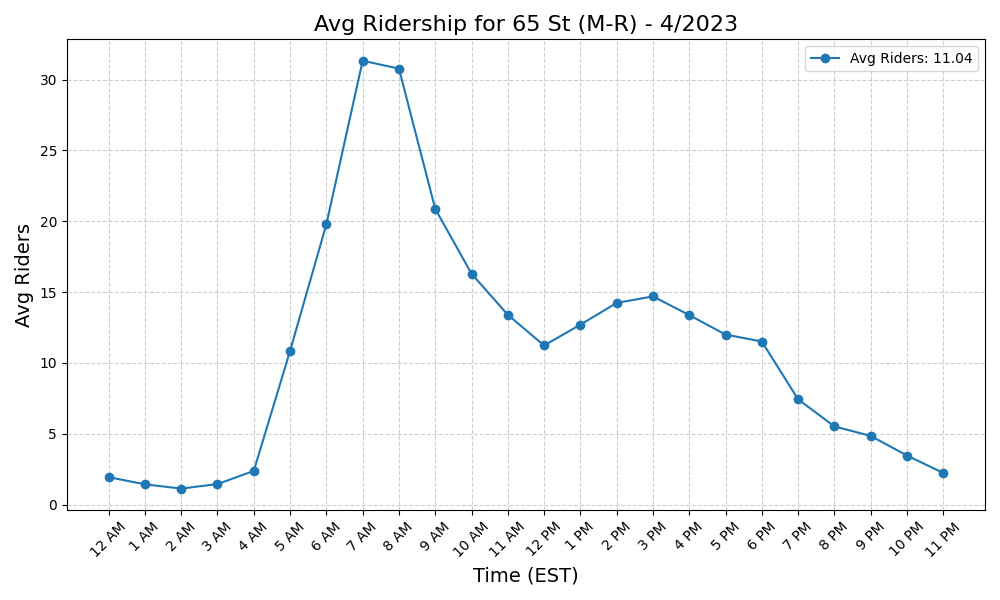 Avg Ridership for 65 St (M-R) - 4/2023
Avg Riders: 11.04
Avg Riders
30
25
20
15
10
5
0
12 AM
1 AM
2 AM
3 AM
4 AM
5 AM
6 AM
7 AM
8 AM
9 AM
10 AM
11 AM
12 PM
1 PM
2 PM
3 PM
4 PM
5 PM
6 PM
7 PM
8 PM
9 PM
10 PM
11 PM
Time (EST)